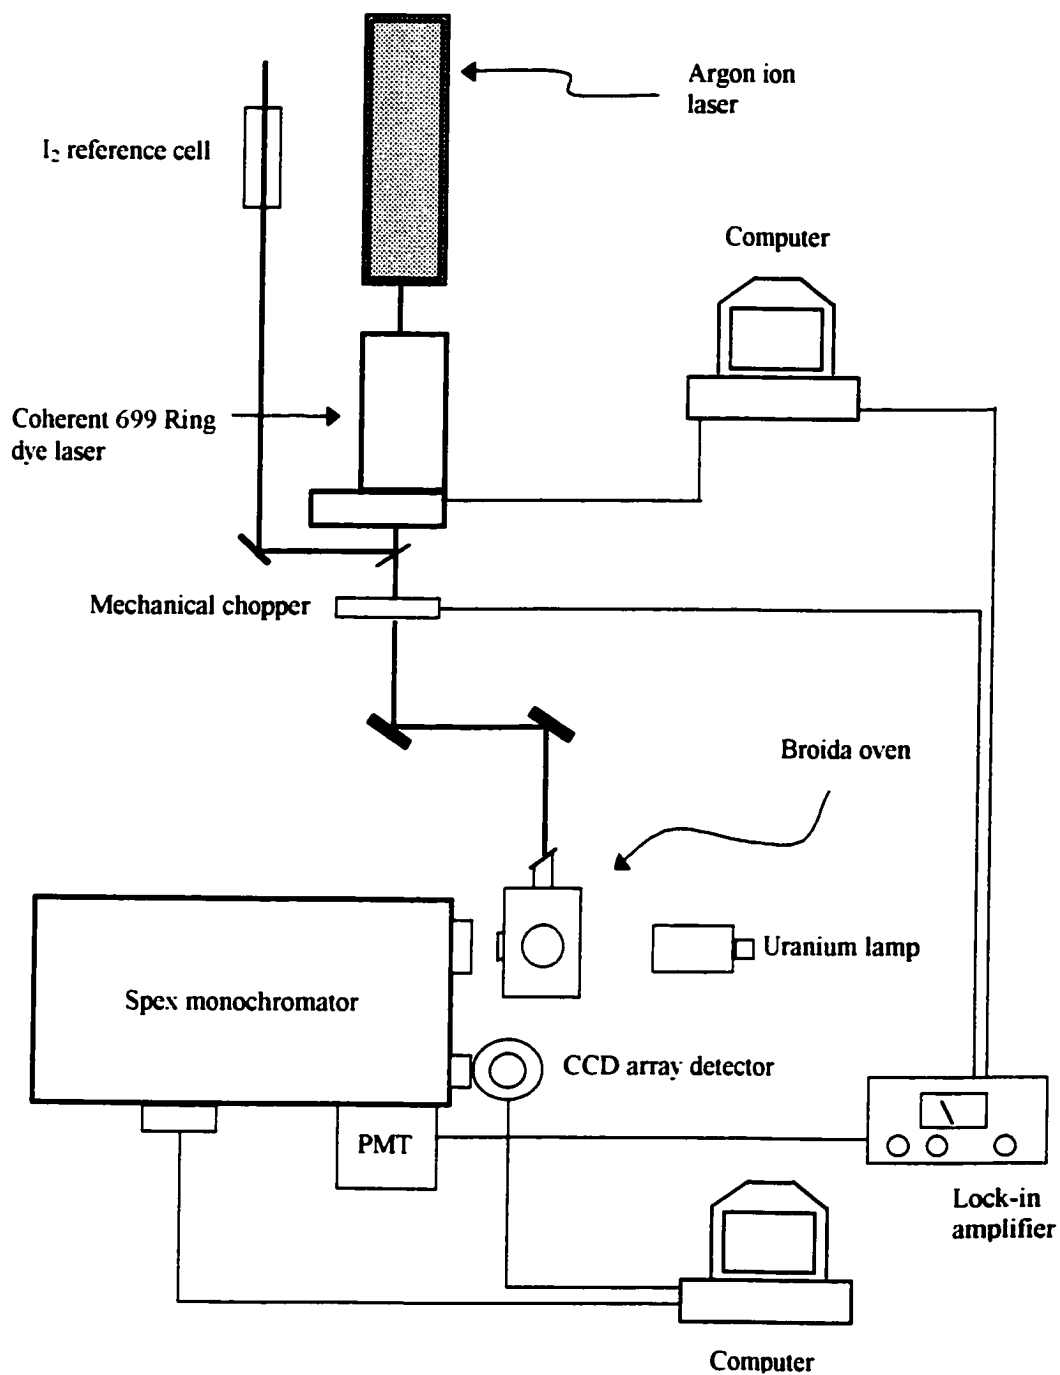 Argon ion
laser
I₂ reference cell
Computer
Coherent 699 Ring
dye laser
Mechanical chopper
Broida oven
Uranium lamp
Spex monochromator
CCD array detector
PMT
Lock-in
amplifier
Computer